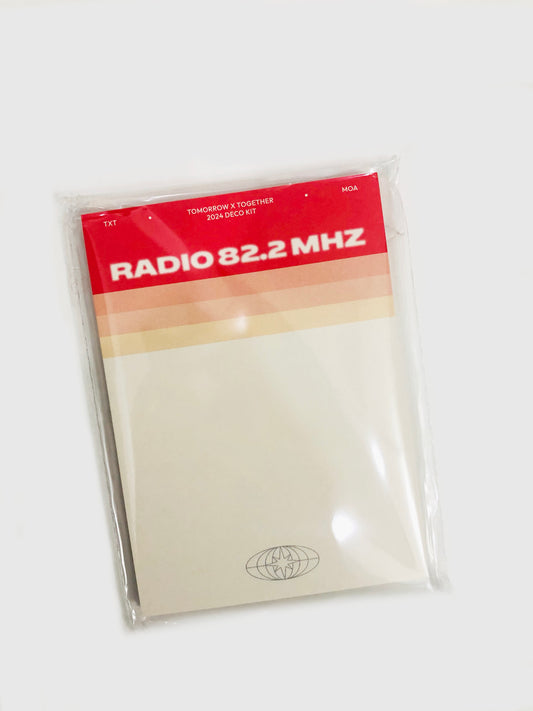 TXT
TOMORROW X TOGETHER
2024 DECO KIT
MOA
RADIO 82.2 MHZ